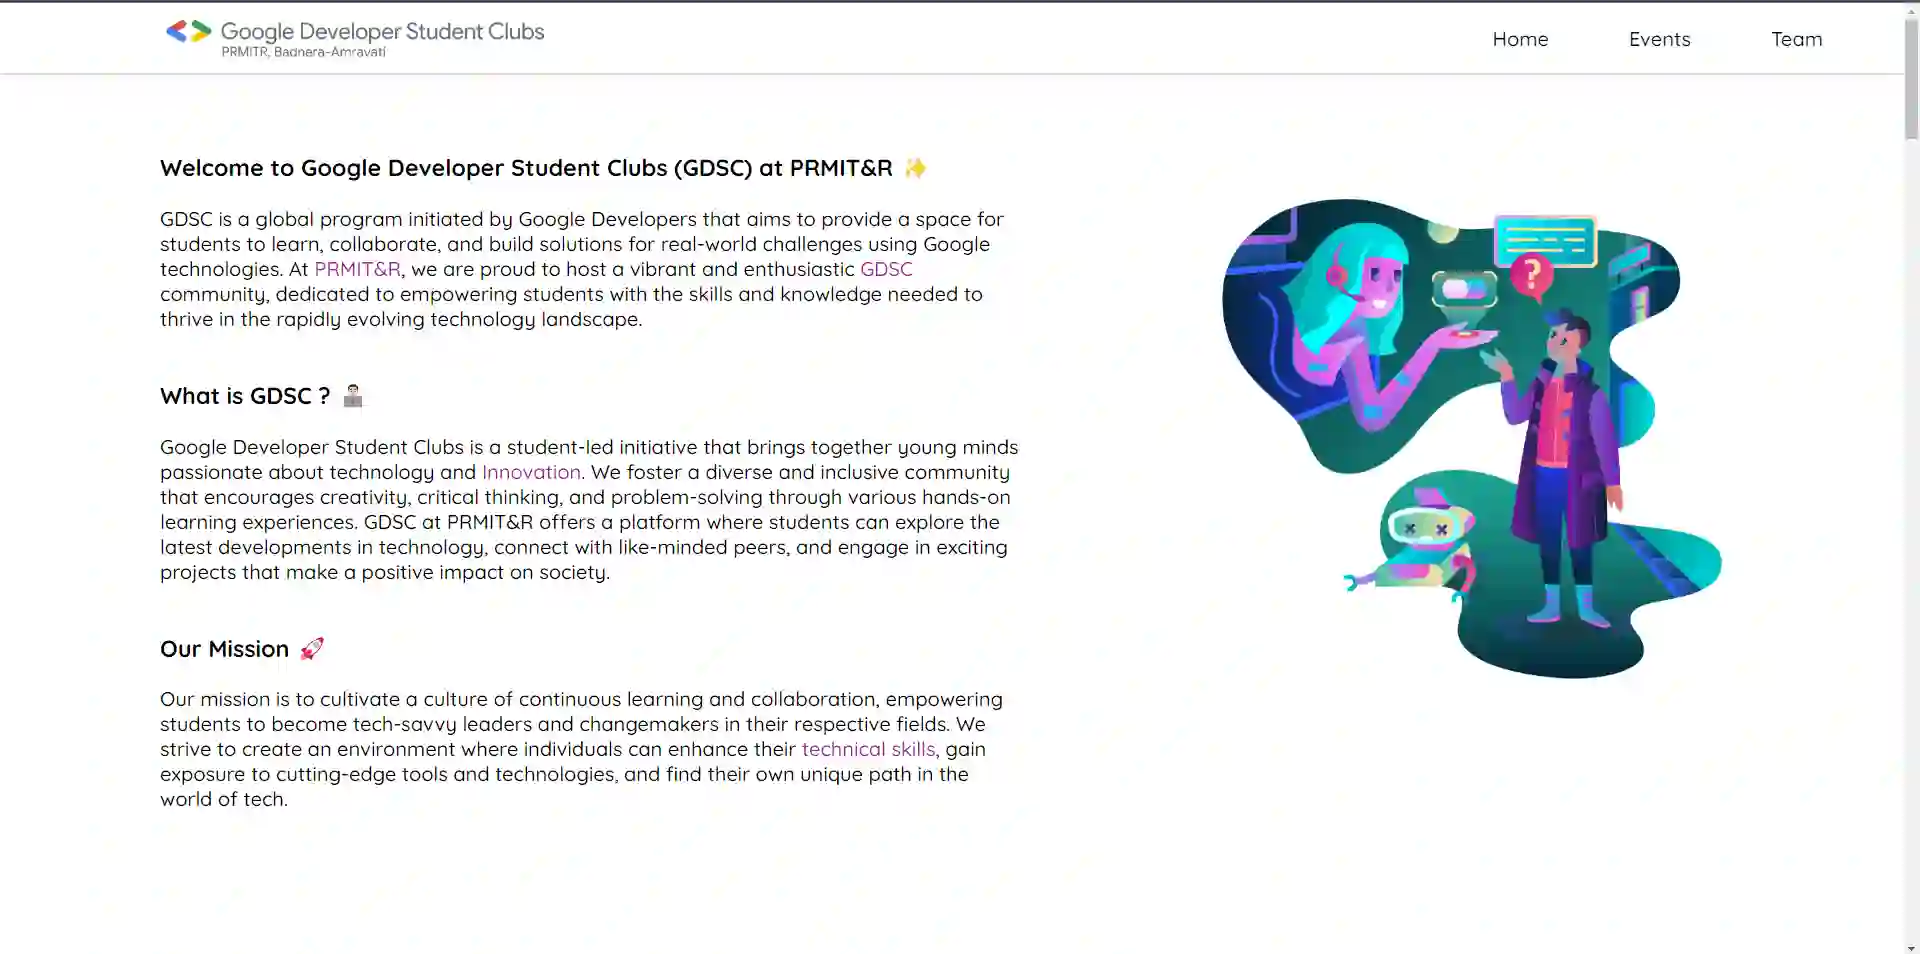 Google Developer Student Clubs
PRMITR, Badnera-Amravati
Home
Events
Team
Welcome to Google Developer Student Clubs (GDSC) at PRMIT&R ✨
GDSC is a global program initiated by Google Developers that aims to provide a space for
students to learn, collaborate, and build solutions for real-world challenges using Google
technologies. At PRMIT&R, we are proud to host a vibrant and enthusiastic GDSC
community, dedicated to empowering students with the skills and knowledge needed to
thrive in the rapidly evolving technology landscape.
What is GDSC ? 👨🏻‍💻
Google Developer Student Clubs is a student-led initiative that brings together young minds
passionate about technology and Innovation. We foster a diverse and inclusive community
that encourages creativity, critical thinking, and problem-solving through various hands-on
learning experiences. GDSC at PRMIT&R offers a platform where students can explore the
latest developments in technology, connect with like-minded peers, and engage in exciting
projects that make a positive impact on society.
Our Mission 🚀
Our mission is to cultivate a culture of continuous learning and collaboration, empowering
students to become tech-savvy leaders and changemakers in their respective fields. We
strive to create an environment where individuals can enhance their technical skills, gain
exposure to cutting-edge tools and technologies, and find their own unique path in the
world of tech.
?